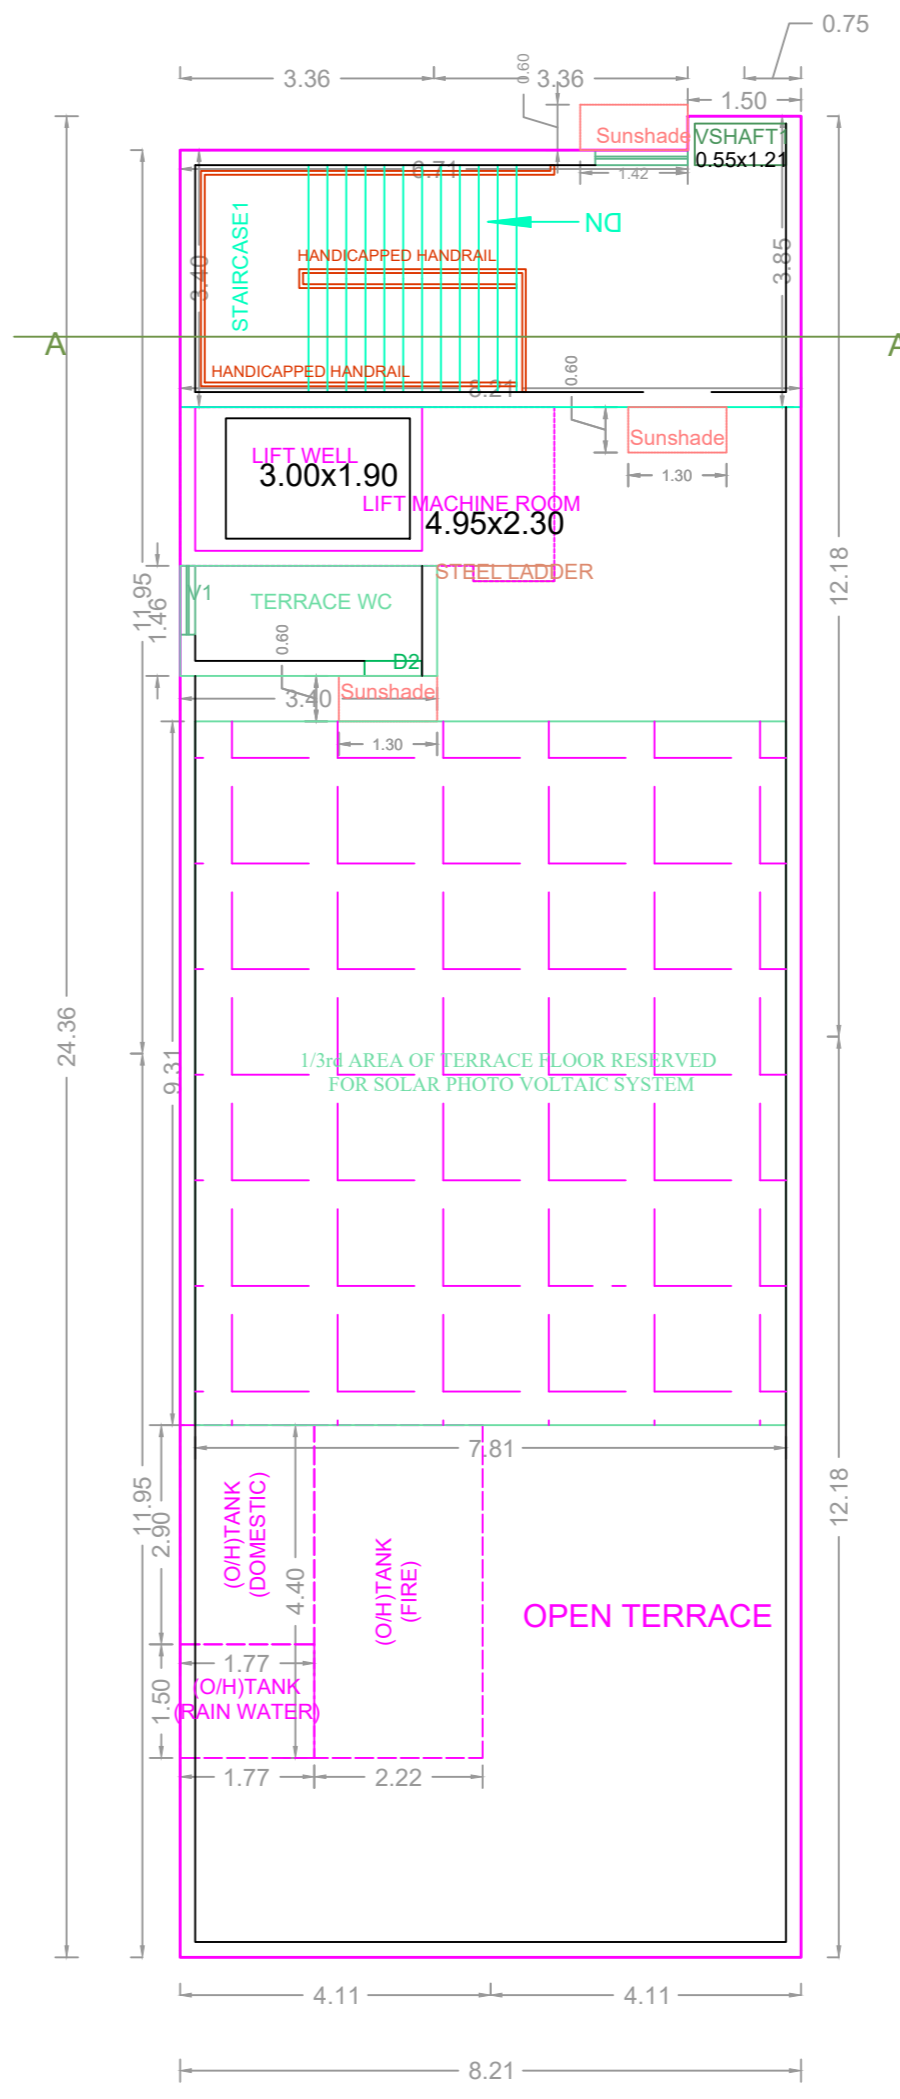 0.75
3.36
0.60
3.36
1.50
Sunshade
VSHAFT1
0.55x1.21
6.71
1.42
DN
STAIRCASE1
HANDICAPPED HANDRAIL
3.40
3.85
A
A
HANDICAPPED HANDRAIL
8.21
0.60
Sunshade
1.30
LIFT WELL
3.00x1.90
LIFT MACHINE ROOM
4.95x2.30
STEEL LADDER
V1
TERRACE WC
11.95
1.46
12.18
0.60
D2
Sunshade
3.40
1.30
24.36
9.31
1/3rd AREA OF TERRACE FLOOR RESERVED
FOR SOLAR PHOTO VOLTAIC SYSTEM
7.81
11.95
2.90
12.18
(O/H)TANK
(DOMESTIC)
4.40
(O/H)TANK
(FIRE)
OPEN TERRACE
1.77
1.50
(O/H)TANK
(RAIN WATER)
1.77
2.22
4.11
4.11
8.21